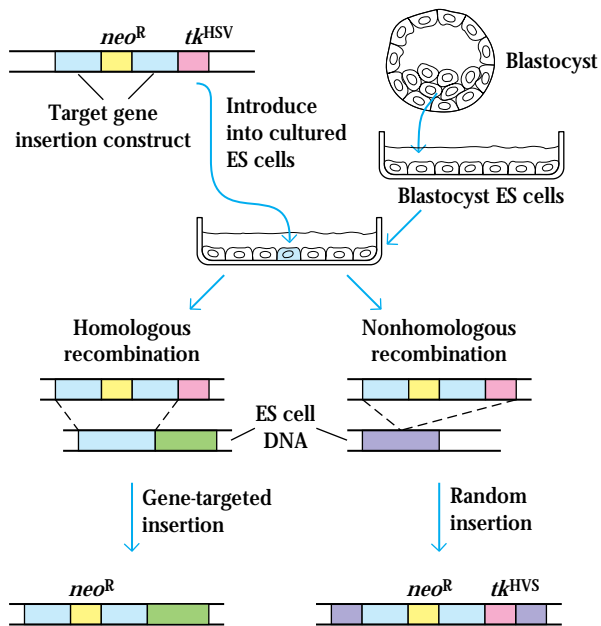 neoR tkHSV
Target gene
insertion construct
Introduce
into cultured
ES cells
Blastocyst
Blastocyst ES cells
Homologous
recombination
Nonhomologous
recombination
ES cell
DNA
Gene-targeted
insertion
Random
insertion
neoR
neoR tkHVS